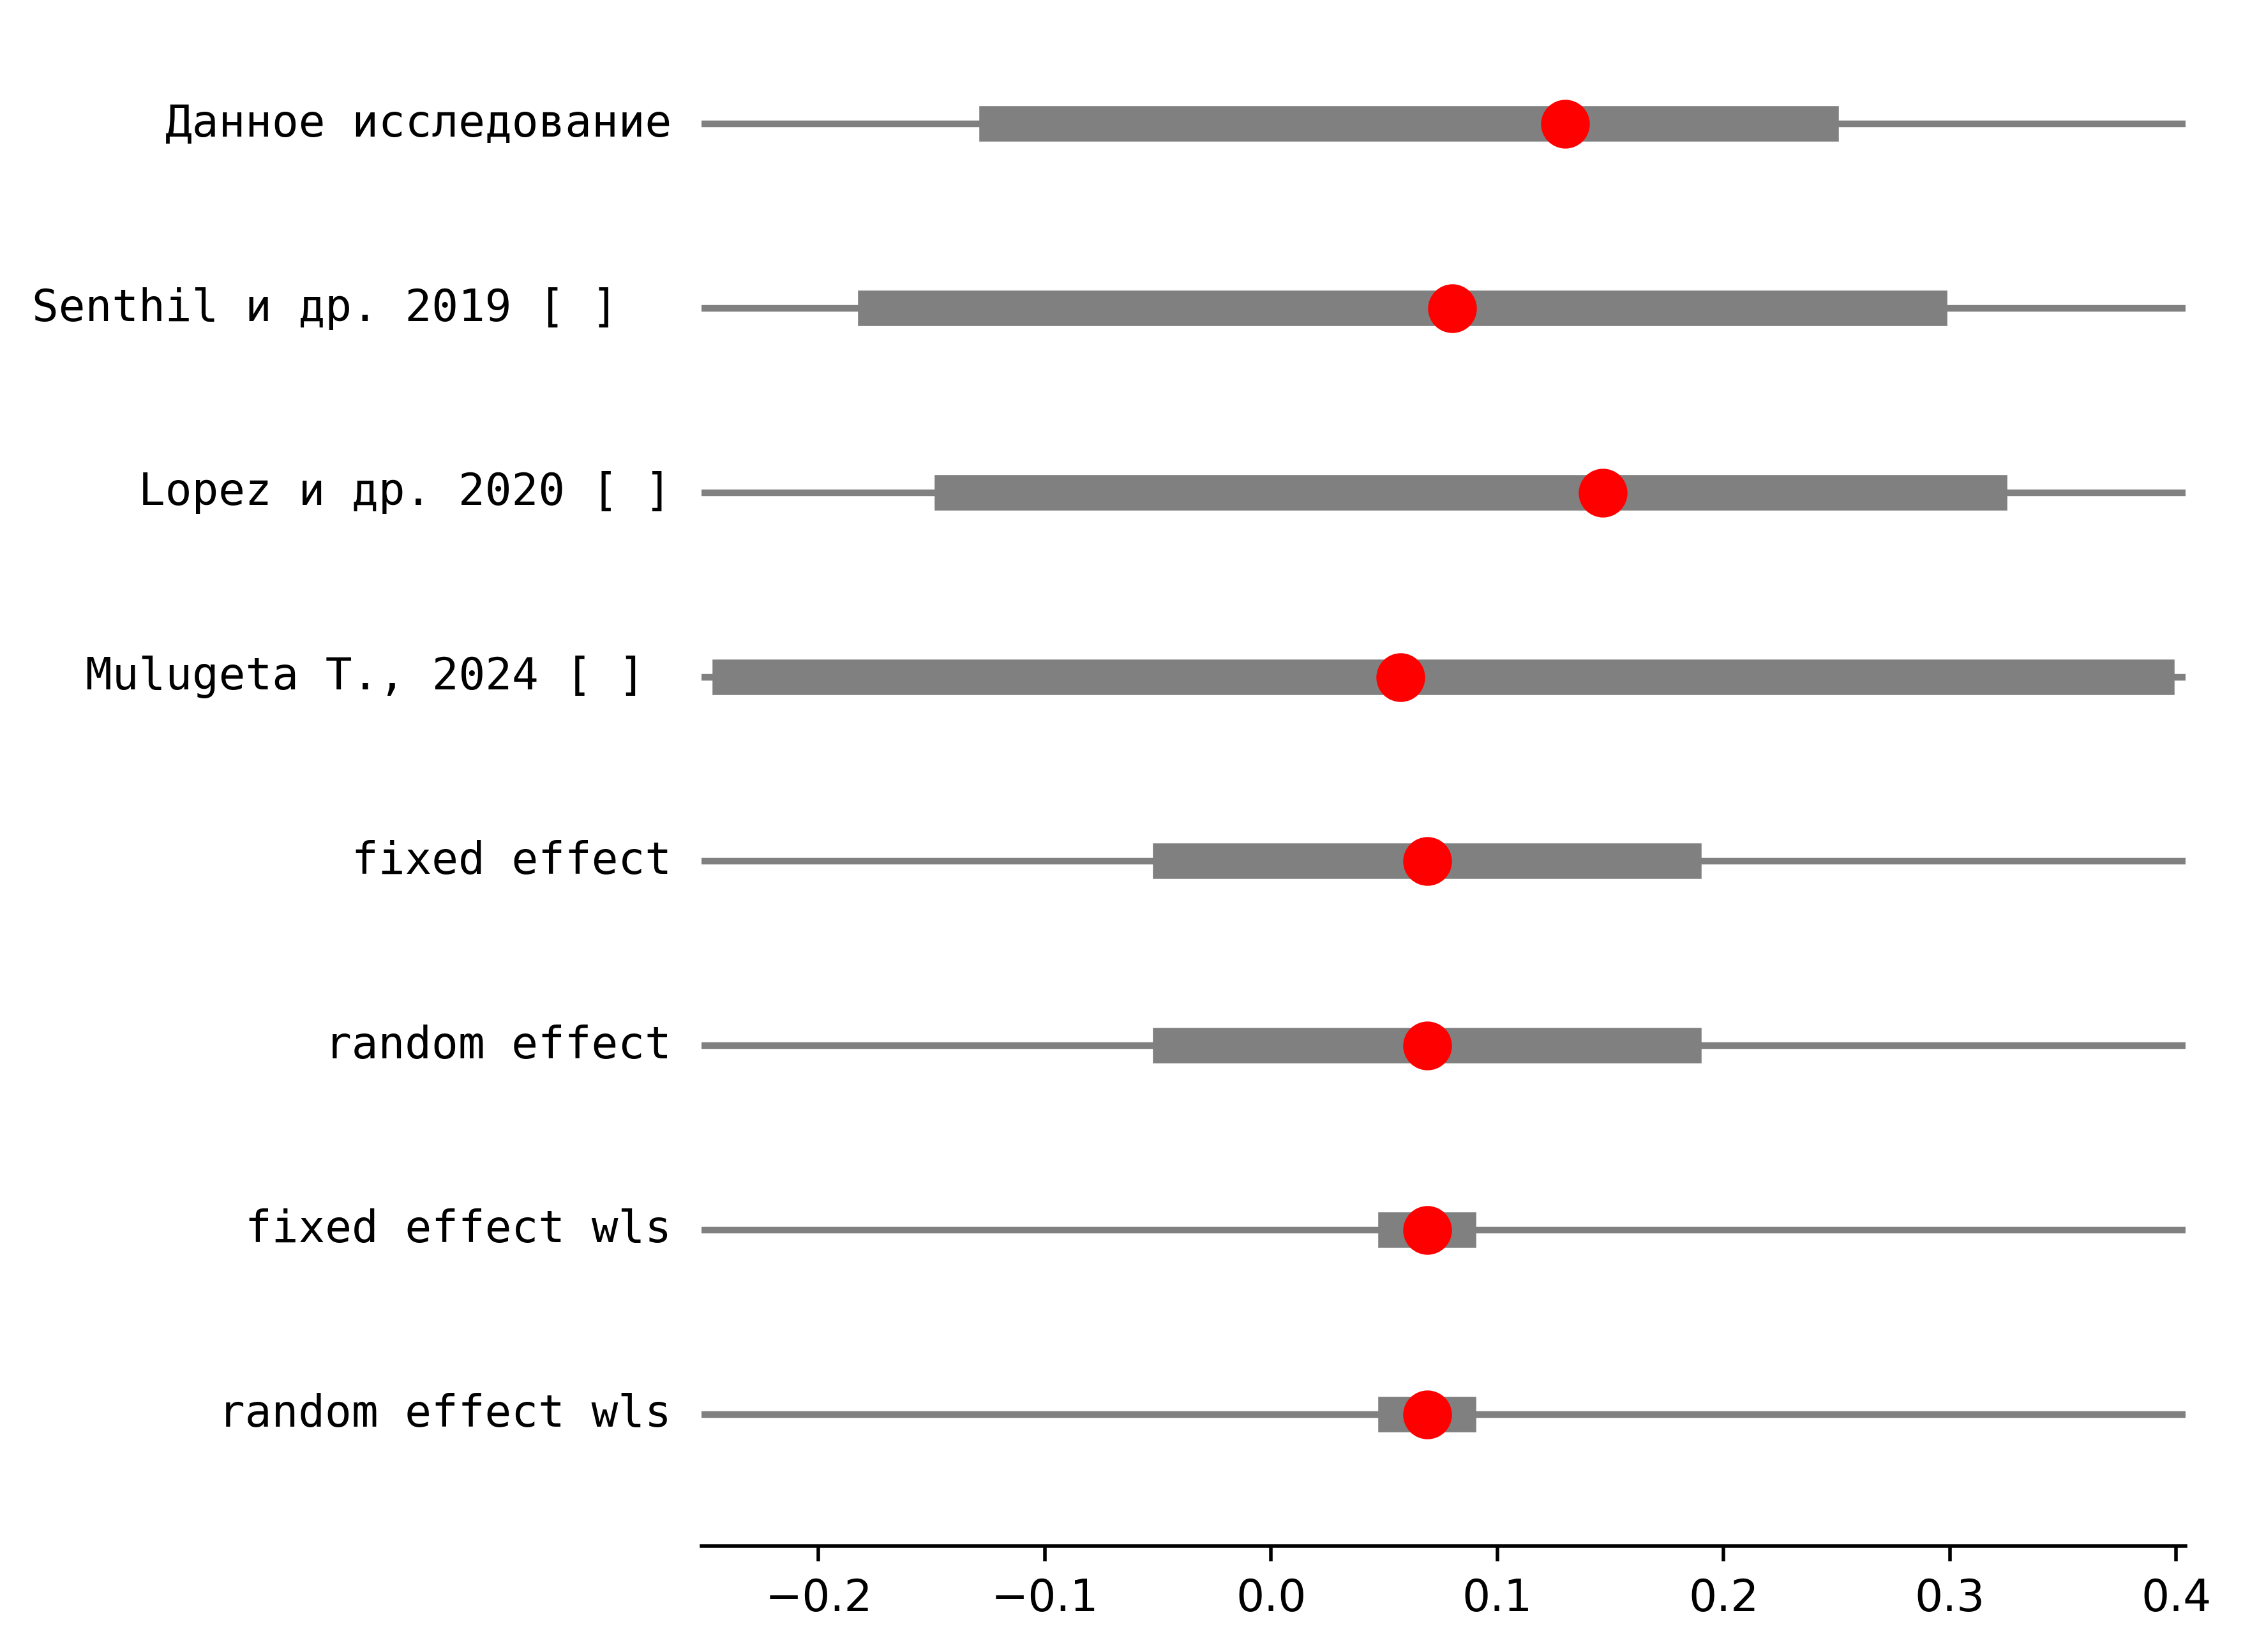 Данное исследование
Senthil и др. 2019 [ ]
Lopez и др. 2020 [ ]
Mulugeta T., 2024 [ ]
fixed effect
random effect
fixed effect wls
random effect wls
−0.2 −0.1 0.0 0.1 0.2 0.3 0.4